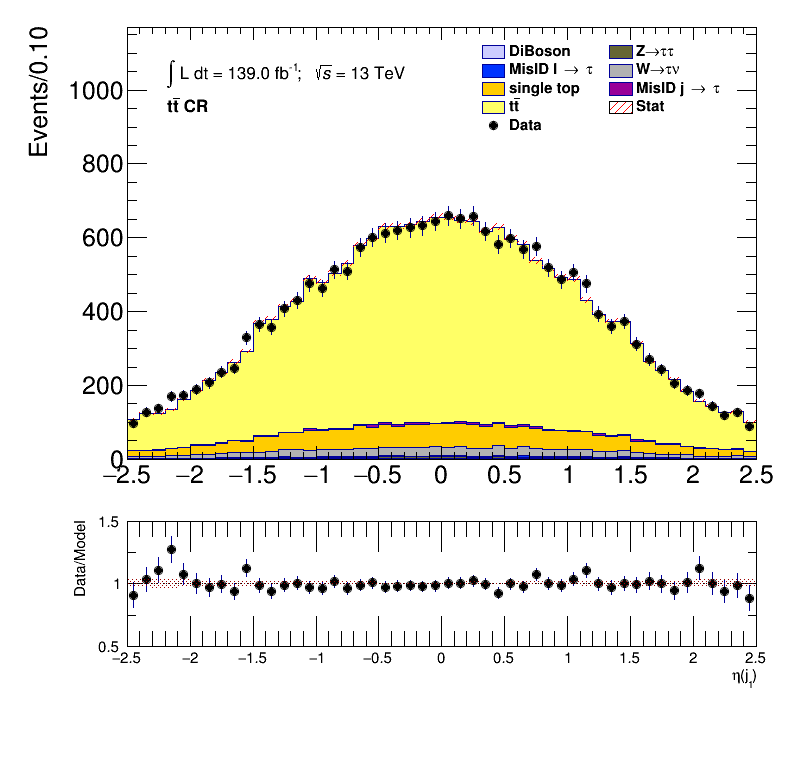 Events/0.10
1000
800
600
400
200
0
∫ L dt = 139.0 fb⁻¹; √s = 13 TeV
tt̄ CR
DiBoson
MisID l → τ
single top
tt̄
Data
Z→ττ
W→τν
MisID j → τ
Stat
−2.5 −2 −1.5 −1 −0.5 0 0.5 1 1.5 2 2.5
Data/Model
1.5
1
0.5
−2.5 −2 −1.5 −1 −0.5 0 0.5 1 1.5 2 2.5
η(j₁)